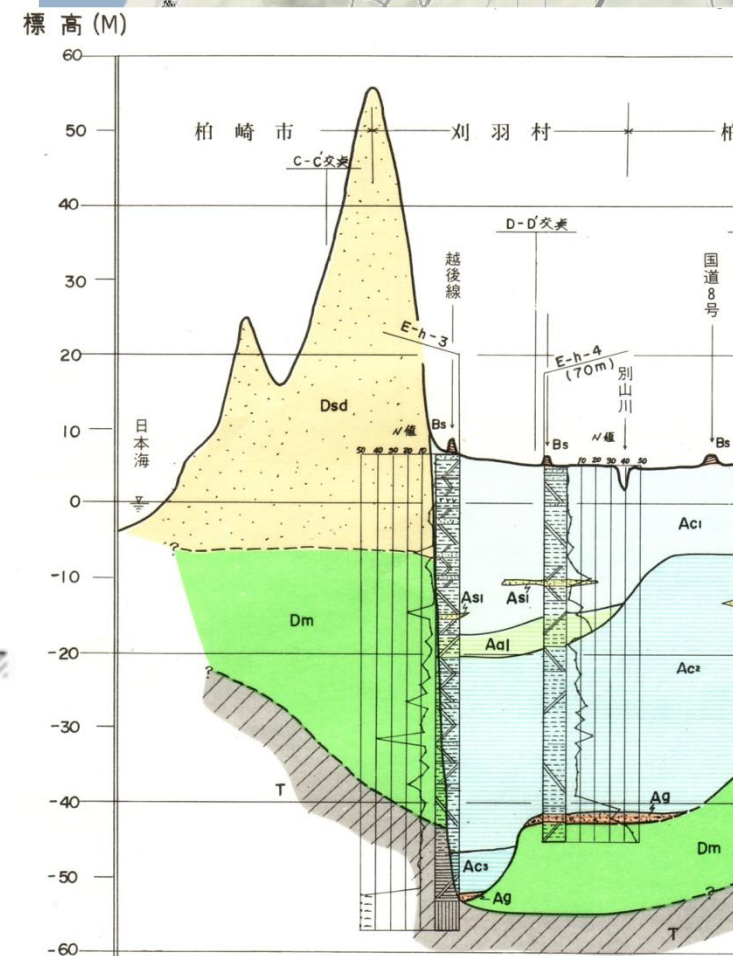 標高(M)
60
50
40
30
20
10
0
-10
-20
-30
-40
-50
-60
柏崎市
刈羽村
柏
C-C'交点
D-D'交点
越後線
国道8号
E-h-3
E-h-4
(70m)
別山川
日本海
Dsd
Bs
N値
50 40 30 20 10
Bs
N値
10 20 30 40 50
Bs
?
Ac1
As1
As1
Dm
Aal
Ac2
?
T
Ag
Dm
Ac3
Ag
?
T